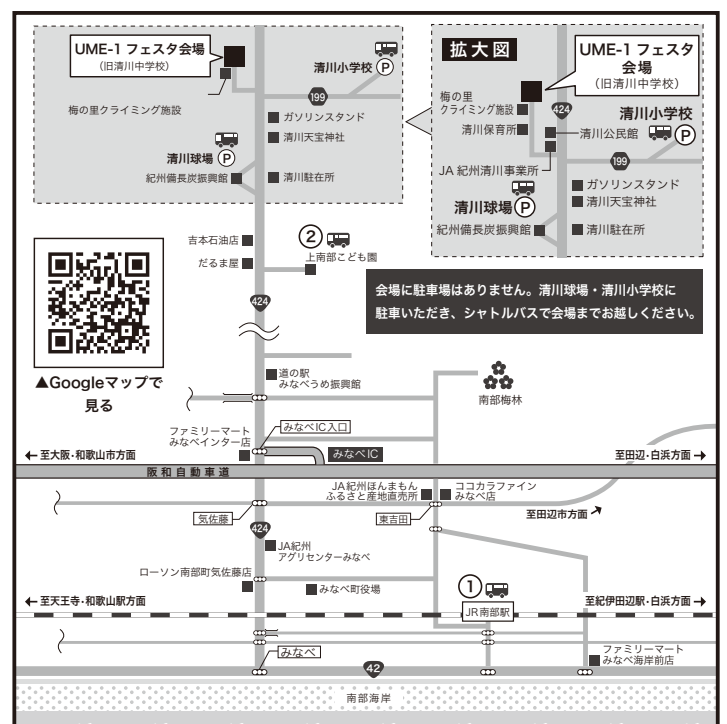 UME-1 フェスタ会場
(旧清川中学校)
梅の里クライミング施設
清川小学校
P
199
ガソリンスタンド
清川天宝神社
清川球場
P
紀州備長炭振興館
清川駐在所
拡大図
UME-1 フェスタ
会場
(旧清川中学校)
梅の里
クライミング施設
424
清川小学校
P
清川保育所
清川公民館
JA 紀州清川事業所
199
ガソリンスタンド
清川天宝神社
清川球場
P
紀州備長炭振興館
清川駐在所
吉本石油店
だるま屋
②
上南部こども園
424
会場に駐車場はありません。清川球場・清川小学校に
駐車いただき、シャトルバスで会場までお越しください。
▲Googleマップで
見る
道の駅
みなべうめ振興館
南部梅林
ファミリーマート
みなべインター店
みなべIC入口
みなべIC
←至大阪・和歌山市方面
至田辺・白浜方面→
阪和自動車道
JA紀州ほんまもん
ふるさと産地直売所
ココカラファイン
みなべ店
気佐藤
東吉田
至田辺市方面↗
424
JA紀州
アグリセンターみなべ
ローソン南部町気佐藤店
みなべ町役場
①
←至天王寺・和歌山駅方面
JR南部駅
至紀伊田辺駅・白浜方面→
みなべ
42
ファミリーマート
みなべ海岸前店
南部海岸